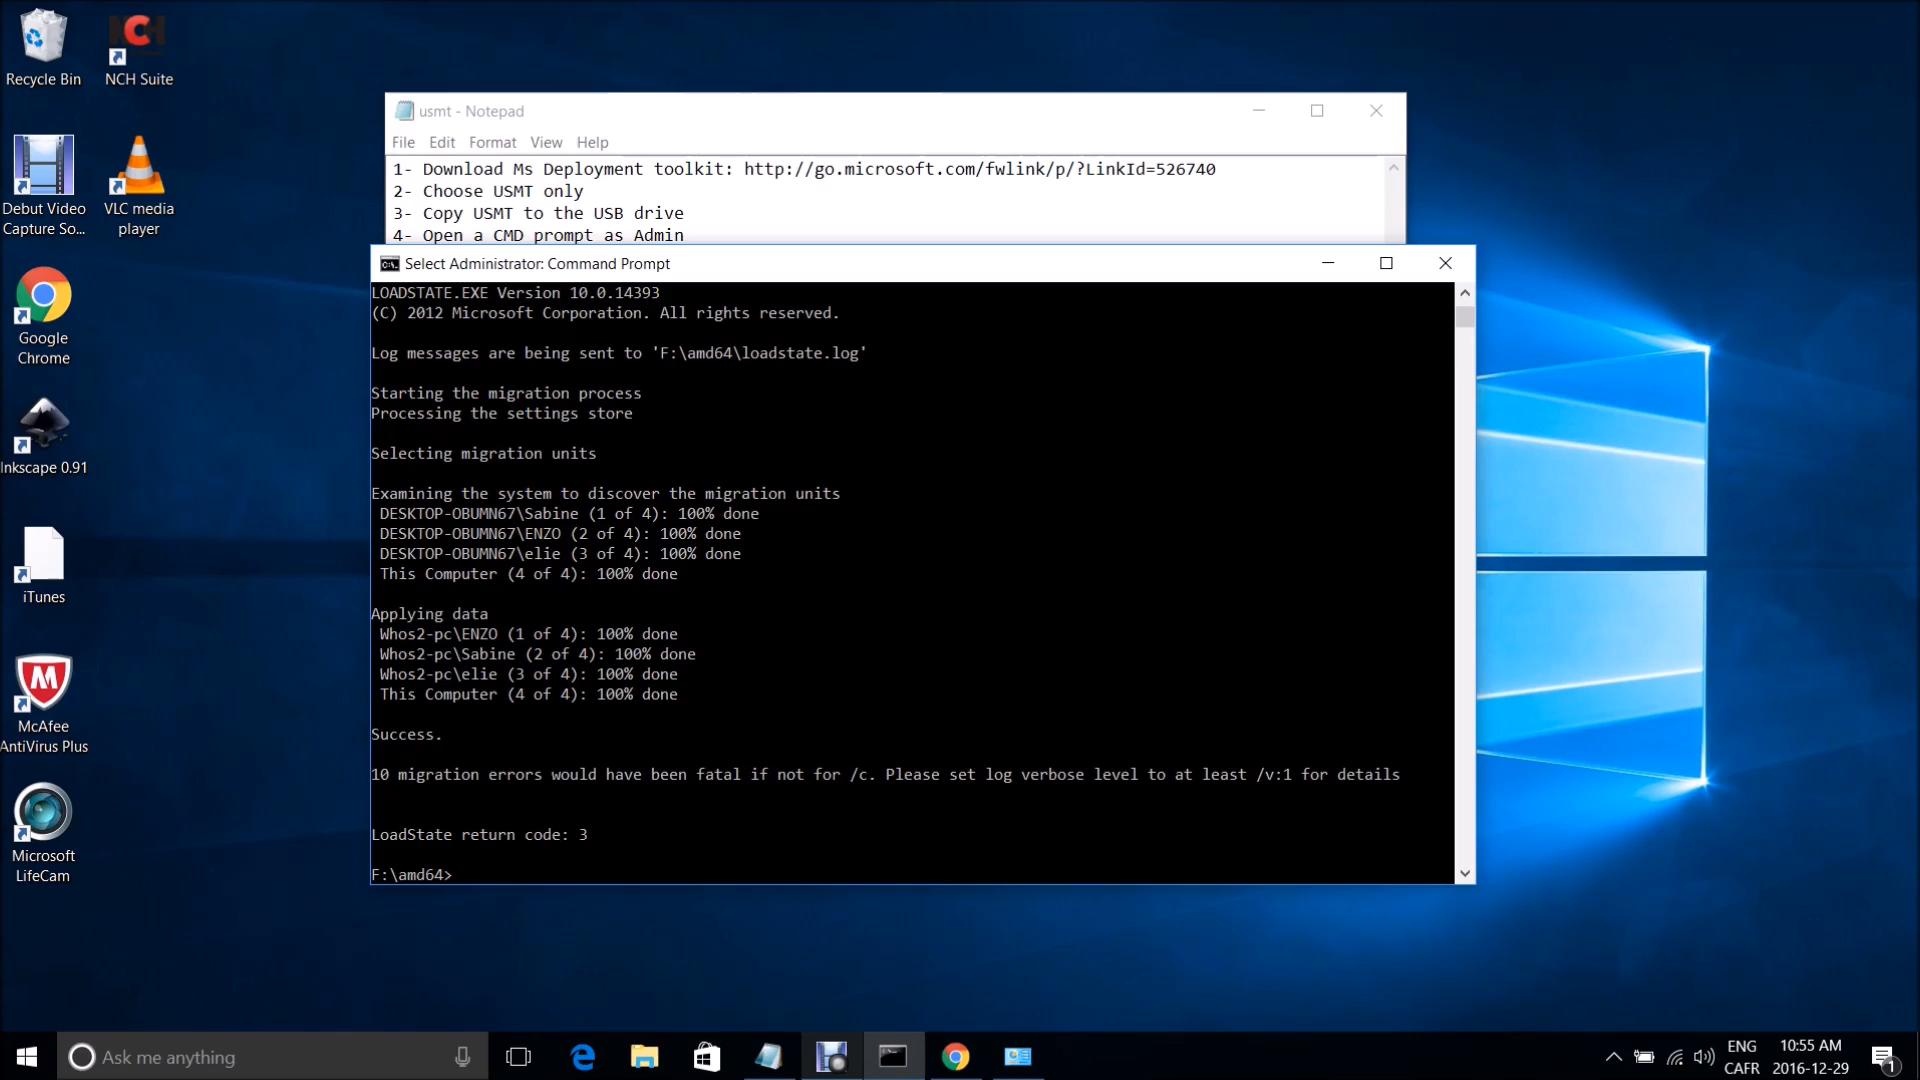 Recycle Bin
NCH Suite
Debut Video
Capture So...
VLC media
player
Google
Chrome
Inkscape 0.91
iTunes
McAfee
AntiVirus Plus
Microsoft
LifeCam
usmt - Notepad
File Edit Format View Help
1- Download Ms Deployment toolkit: http://go.microsoft.com/fwlink/p/?LinkId=526740
2- Choose USMT only
3- Copy USMT to the USB drive
4- Open a CMD prompt as Admin
Select Administrator: Command Prompt
LOADSTATE.EXE Version 10.0.14393
(C) 2012 Microsoft Corporation. All rights reserved.
Log messages are being sent to 'F:\amd64\loadstate.log'
Starting the migration process
Processing the settings store
Selecting migration units
Examining the system to discover the migration units
DESKTOP-OBUMN67\Sabine (1 of 4): 100% done
DESKTOP-OBUMN67\ENZO (2 of 4): 100% done
DESKTOP-OBUMN67\elie (3 of 4): 100% done
This Computer (4 of 4): 100% done
Applying data
Whos2-pc\ENZO (1 of 4): 100% done
Whos2-pc\Sabine (2 of 4): 100% done
Whos2-pc\elie (3 of 4): 100% done
This Computer (4 of 4): 100% done
Success.
10 migration errors would have been fatal if not for /c. Please set log verbose level to at least /v:1 for details
LoadState return code: 3
F:\amd64>
Ask me anything
ENG
CAFR
10:55 AM
2016-12-29
1